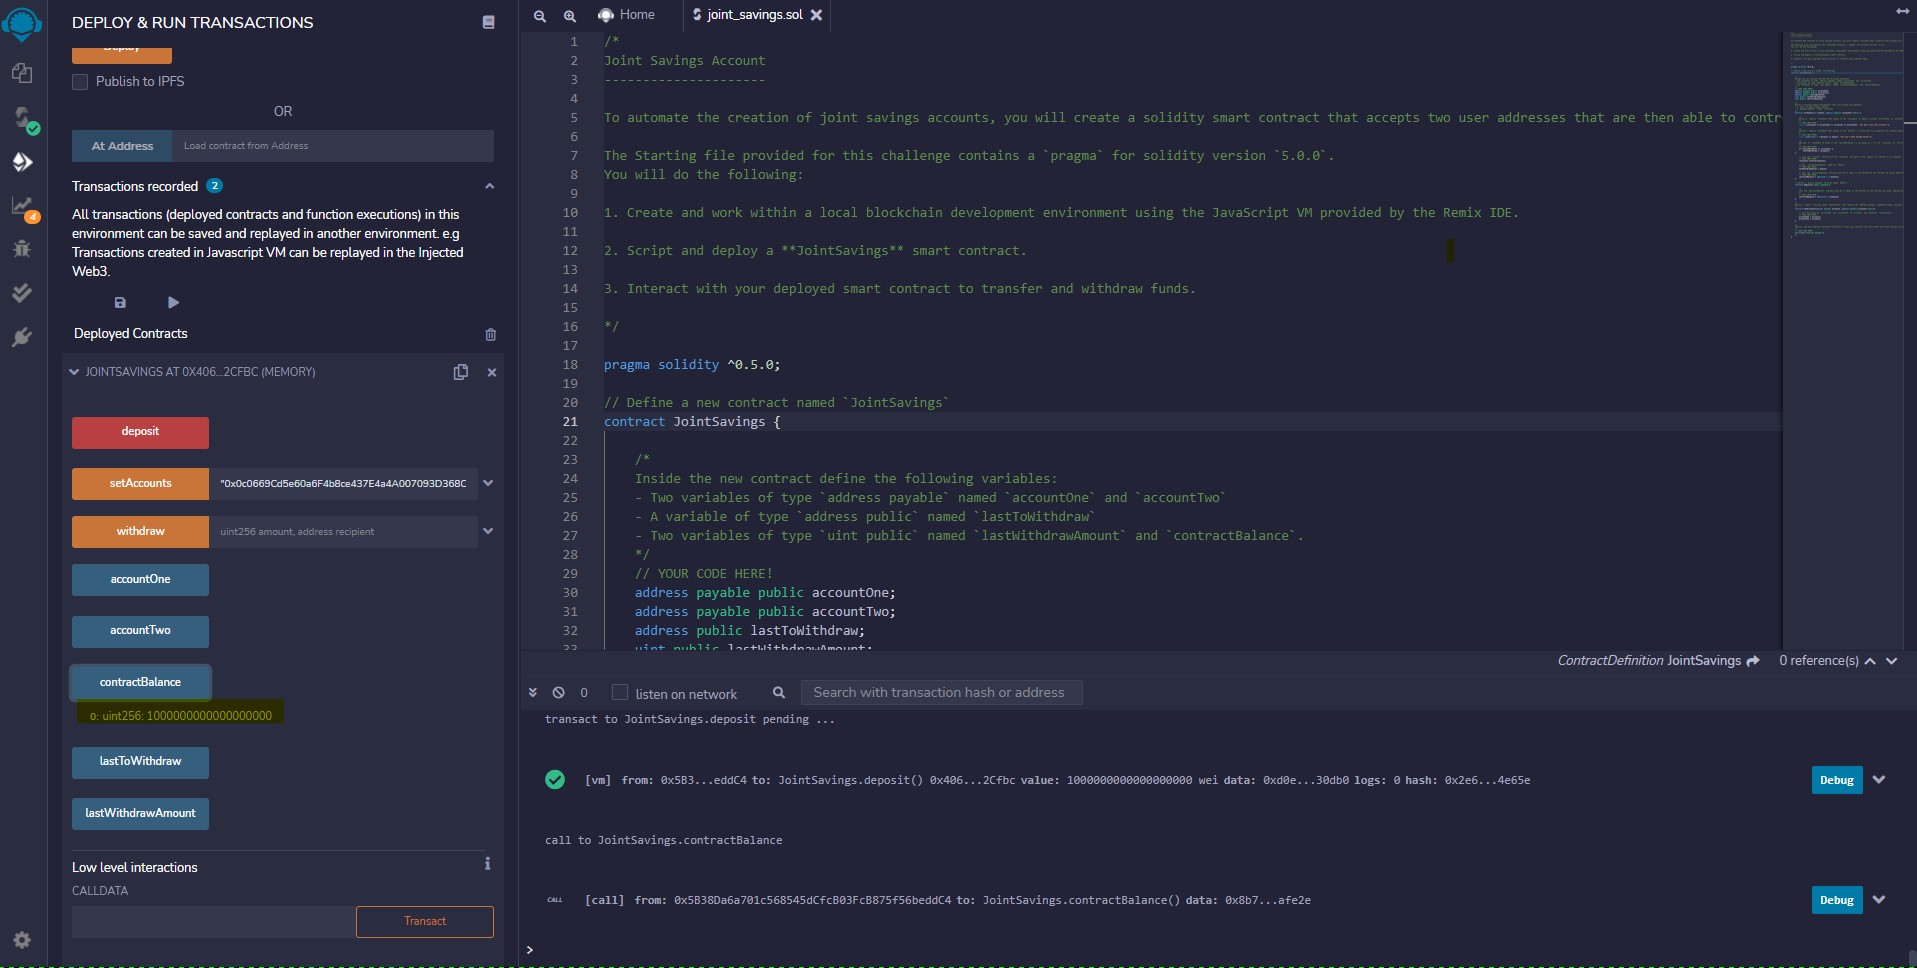 DEPLOY & RUN TRANSACTIONS
Deploy
Publish to IPFS
OR
At Address
Load contract from Address
Transactions recorded 2
All transactions (deployed contracts and function executions) in this
environment can be saved and replayed in another environment. e.g
Transactions created in Javascript VM can be replayed in the Injected
Web3.
Deployed Contracts
JOINTSAVINGS AT 0X406...2CFBC (MEMORY)
deposit
setAccounts
"0x0c0669Cd5e60a6F4b8ce437E4a4A007093D368C
withdraw
uint256 amount, address recipient
accountOne
accountTwo
contractBalance
0: uint256: 1000000000000000000
lastToWithdraw
lastWithdrawAmount
Low level interactions
i
CALLDATA
Transact
4
Home
joint_savings.sol
1 /*
2 Joint Savings Account
3 ---------------------
4
5 To automate the creation of joint savings accounts, you will create a solidity smart contract that accepts two user addresses that are then able to contr
6
7 The Starting file provided for this challenge contains a `pragma` for solidity version `5.0.0`.
8 You will do the following:
9
10 1. Create and work within a local blockchain development environment using the JavaScript VM provided by the Remix IDE.
11
12 2. Script and deploy a **JointSavings** smart contract.
13
14 3. Interact with your deployed smart contract to transfer and withdraw funds.
15
16 */
17
18 pragma solidity ^0.5.0;
19
20 // Define a new contract named `JointSavings`
21 contract JointSavings {
22
23 /*
24 Inside the new contract define the following variables:
25 - Two variables of type `address payable` named `accountOne` and `accountTwo`
26 - A variable of type `address public` named `lastToWithdraw`
27 - Two variables of type `uint public` named `lastWithdrawAmount` and `contractBalance`.
28 */
29 // YOUR CODE HERE!
30 address payable public accountOne;
31 address payable public accountTwo;
32 address public lastToWithdraw;
33 uint public lastWithdrawAmount;
ContractDefinition JointSavings 0 reference(s)
0
listen on network
Search with transaction hash or address
transact to JointSavings.deposit pending ...
[vm] from: 0x5B3...eddC4 to: JointSavings.deposit() 0x406...2Cfbc value: 1000000000000000000 wei data: 0xd0e...30db0 logs: 0 hash: 0x2e6...4e65e
Debug
call to JointSavings.contractBalance
CALL
[call] from: 0x5B38Da6a701c568545dCfcB03FcB875f56beddC4 to: JointSavings.contractBalance() data: 0x8b7...afe2e
Debug
>